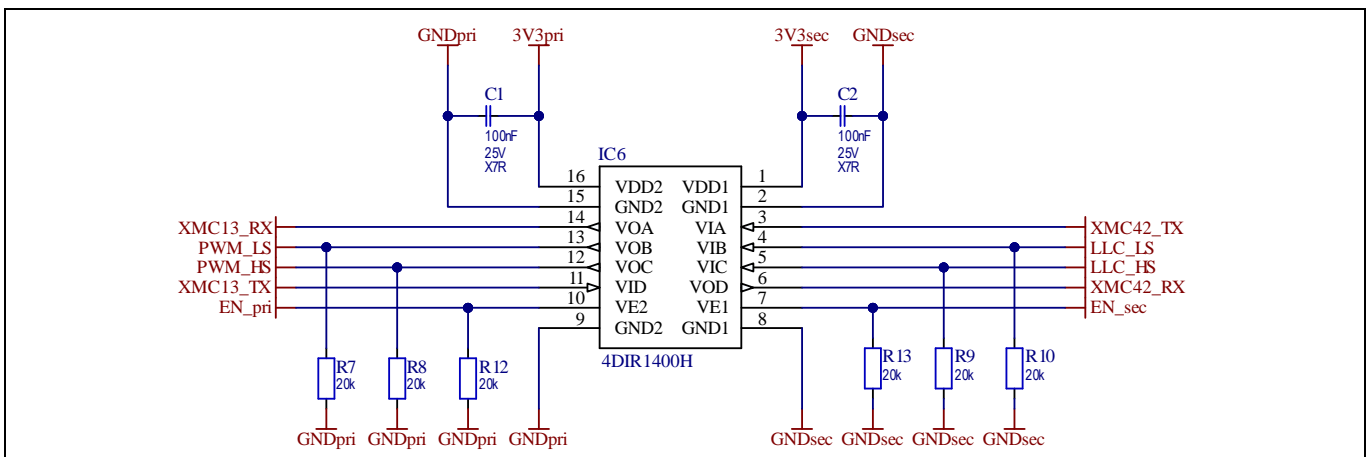 GNDpri 3V3pri 3V3sec GNDsec
C1 C2
100nF 100nF
25V 25V
X7R X7R
IC6
16 VDD2 VDD1 1
15 GND2 GND1 2
XMC13_RX 14 VOA VIA 3 XMC42_TX
PWM_LS 13 VOB VIB 4 LLC_LS
PWM_HS 12 VOC VIC 5 LLC_HS
XMC13_TX 11 VID VOD 6 XMC42_RX
EN_pri 10 VE2 VE1 7 EN_sec
9 GND2 GND1 8
4DIR1400H
R7 R8 R12 R13 R9 R10
20k 20k 20k 20k 20k 20k
GNDpri GNDpri GNDpri GNDpri GNDsec GNDsec GNDsec GNDsec